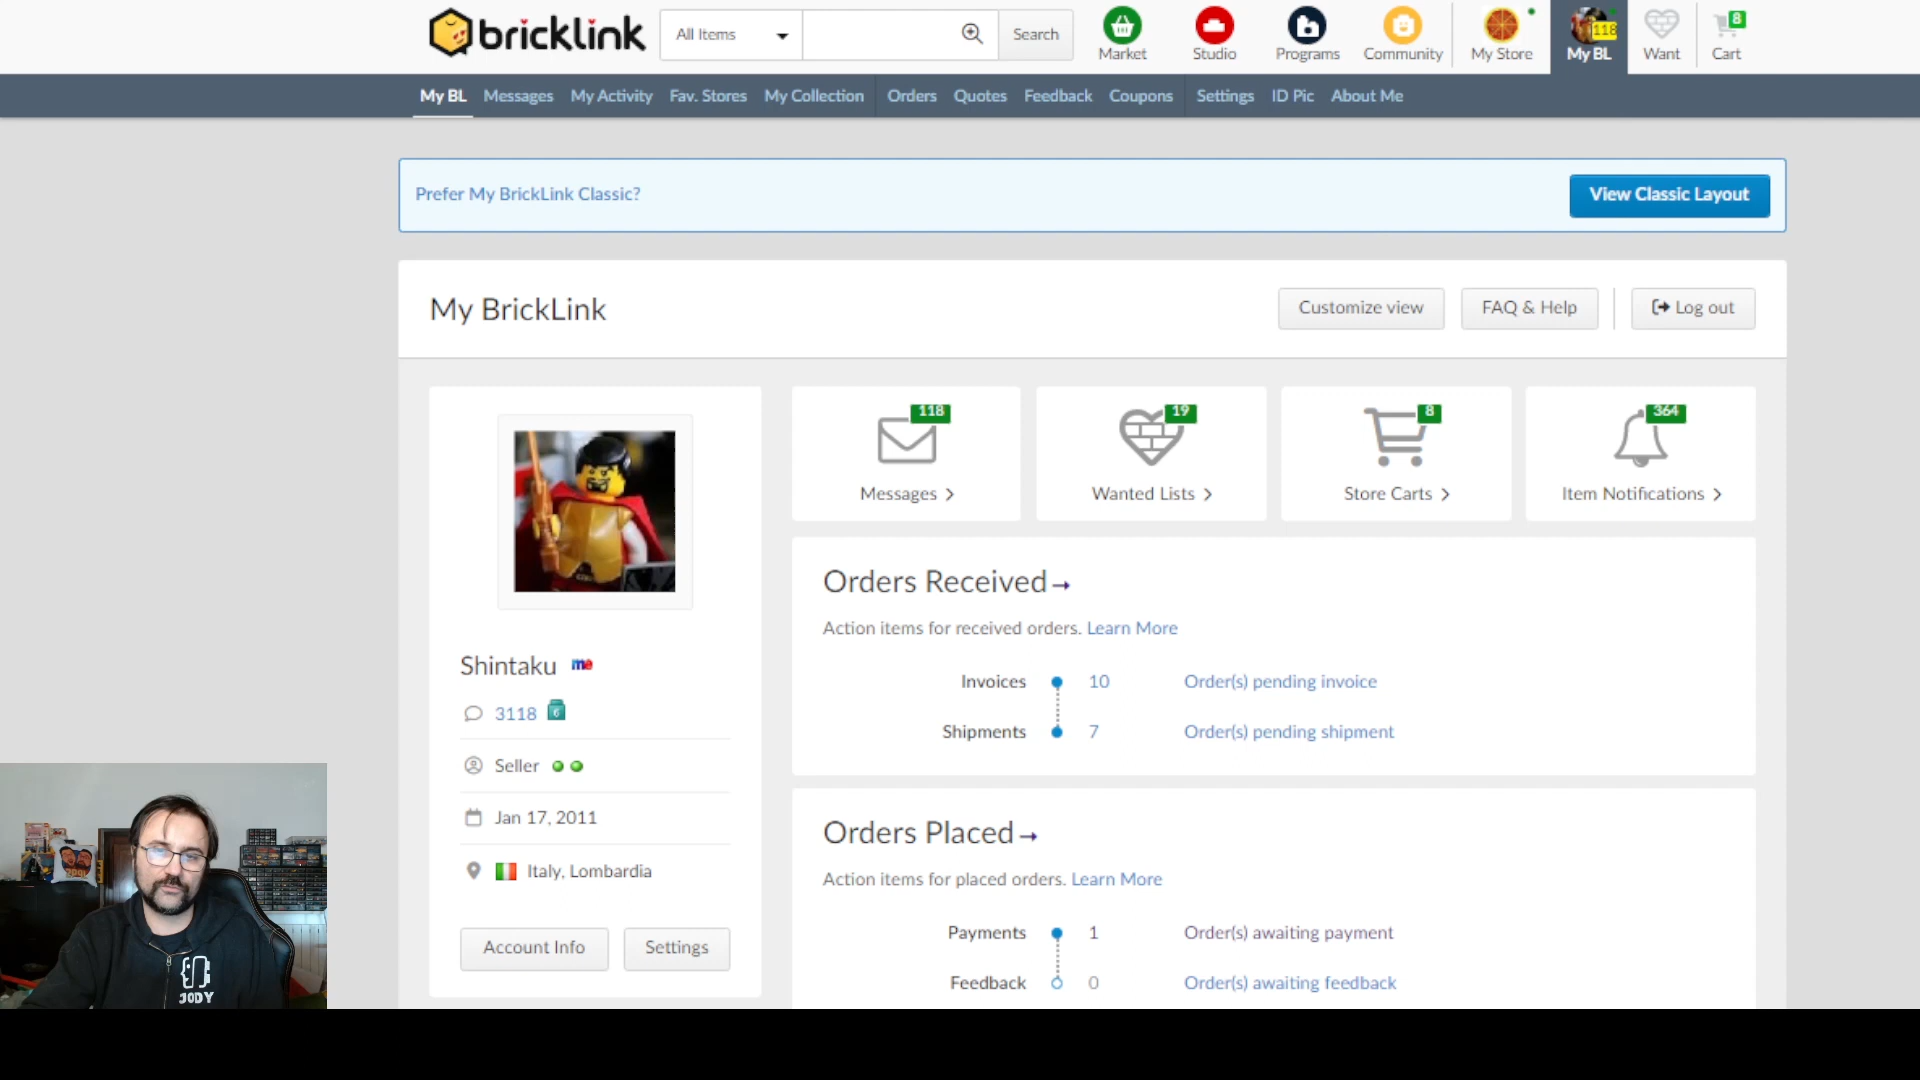 bricklink
All Items
Search
Market
Studio
Programs
Community
My Store
118
My BL
Want
8
Cart
My BL
Messages
My Activity
Fav. Stores
My Collection
Orders
Quotes
Feedback
Coupons
Settings
ID Pic
About Me
Prefer My BrickLink Classic?
View Classic Layout
My BrickLink
Customize view
FAQ & Help
Log out
118
Messages
19
Wanted Lists
8
Store Carts
364
Item Notifications
Shintaku me
3118 6
Seller
Jan 17, 2011
Italy, Lombardia
Account Info
Settings
Orders Received
Action items for received orders. Learn More
Invoices 10 Order(s) pending invoice
Shipments 7 Order(s) pending shipment
Orders Placed
Action items for placed orders. Learn More
Payments 1 Order(s) awaiting payment
Feedback 0 Order(s) awaiting feedback
JODY